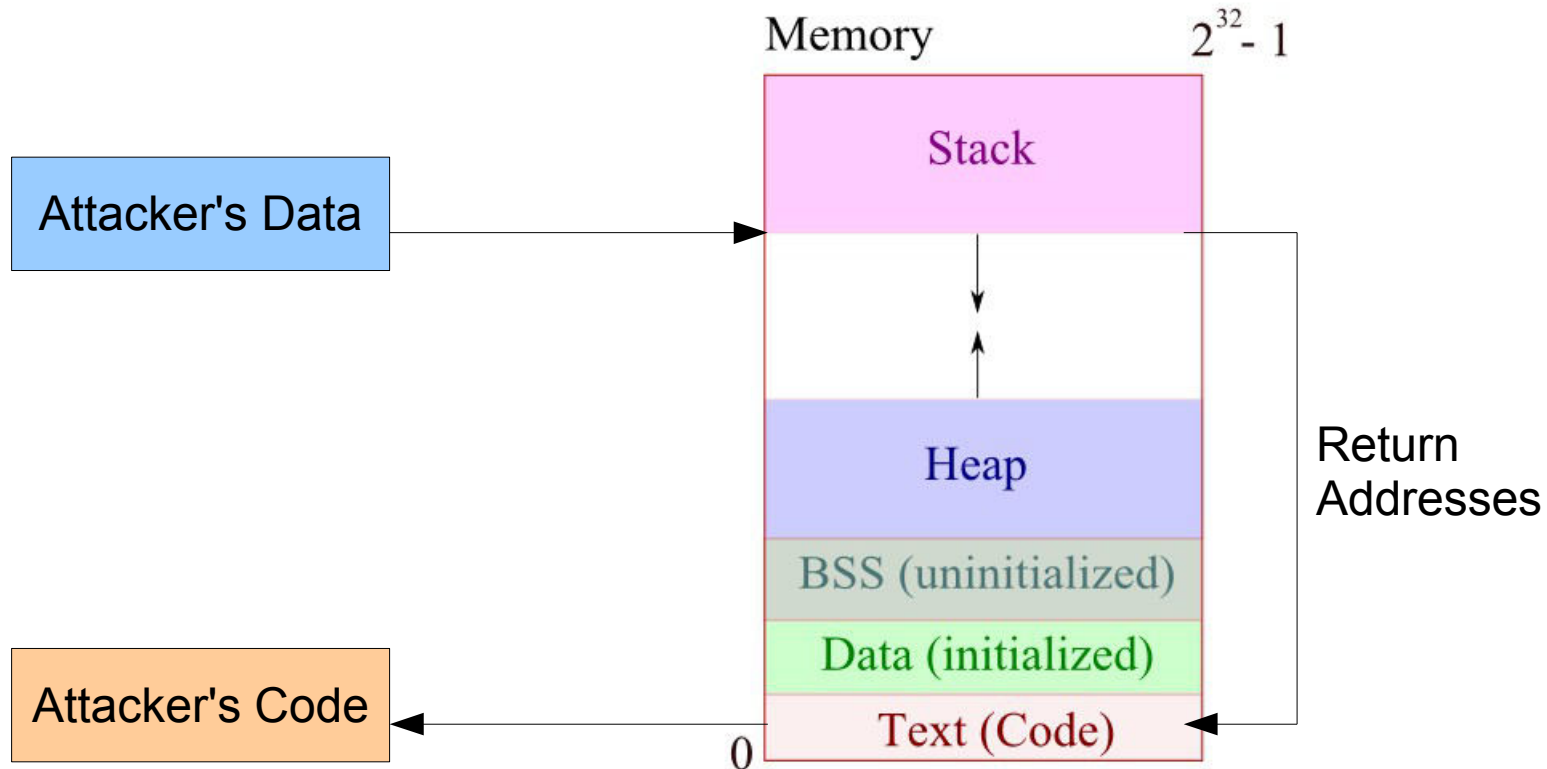 Memory
2^32 - 1
Stack
Attacker's Data
Heap
Return
Addresses
BSS (uninitialized)
Data (initialized)
Attacker's Code
Text (Code)
0